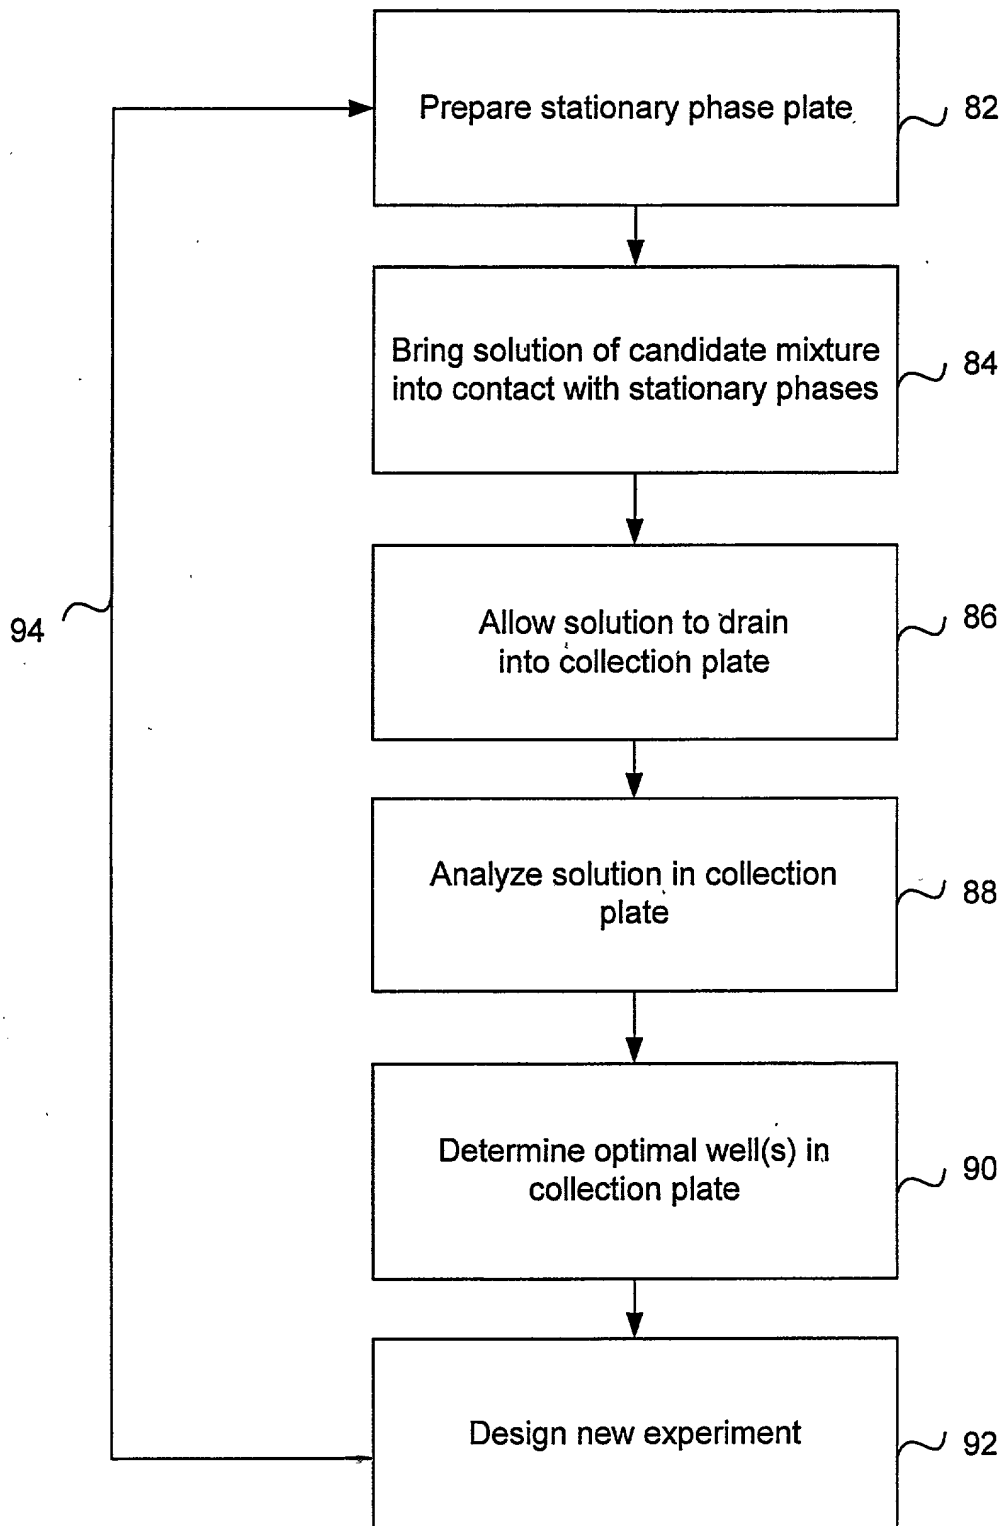 Prepare stationary phase plate
82
Bring solution of candidate mixture
into contact with stationary phases
84
Allow solution to drain
into collection plate
86
94
Analyze solution in collection
plate
88
Determine optimal well(s) in
collection plate
90
Design new experiment
92